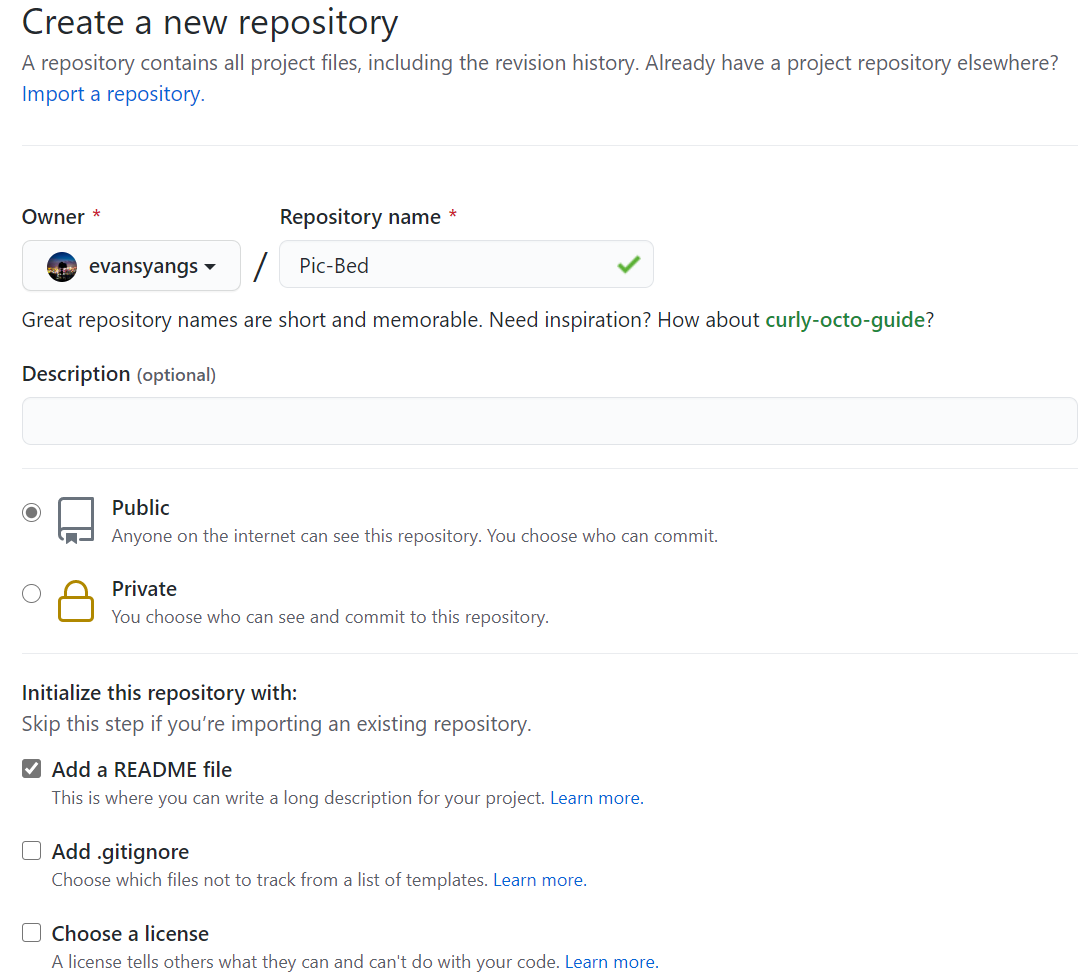 Create a new repository
A repository contains all project files, including the revision history. Already have a project repository elsewhere?
Import a repository.
Owner * Repository name *
evansyangs / Pic-Bed
Great repository names are short and memorable. Need inspiration? How about curly-octo-guide?
Description (optional)
Public
Anyone on the internet can see this repository. You choose who can commit.
Private
You choose who can see and commit to this repository.
Initialize this repository with:
Skip this step if you’re importing an existing repository.
Add a README file
This is where you can write a long description for your project. Learn more.
Add .gitignore
Choose which files not to track from a list of templates. Learn more.
Choose a license
A license tells others what they can and can't do with your code. Learn more.